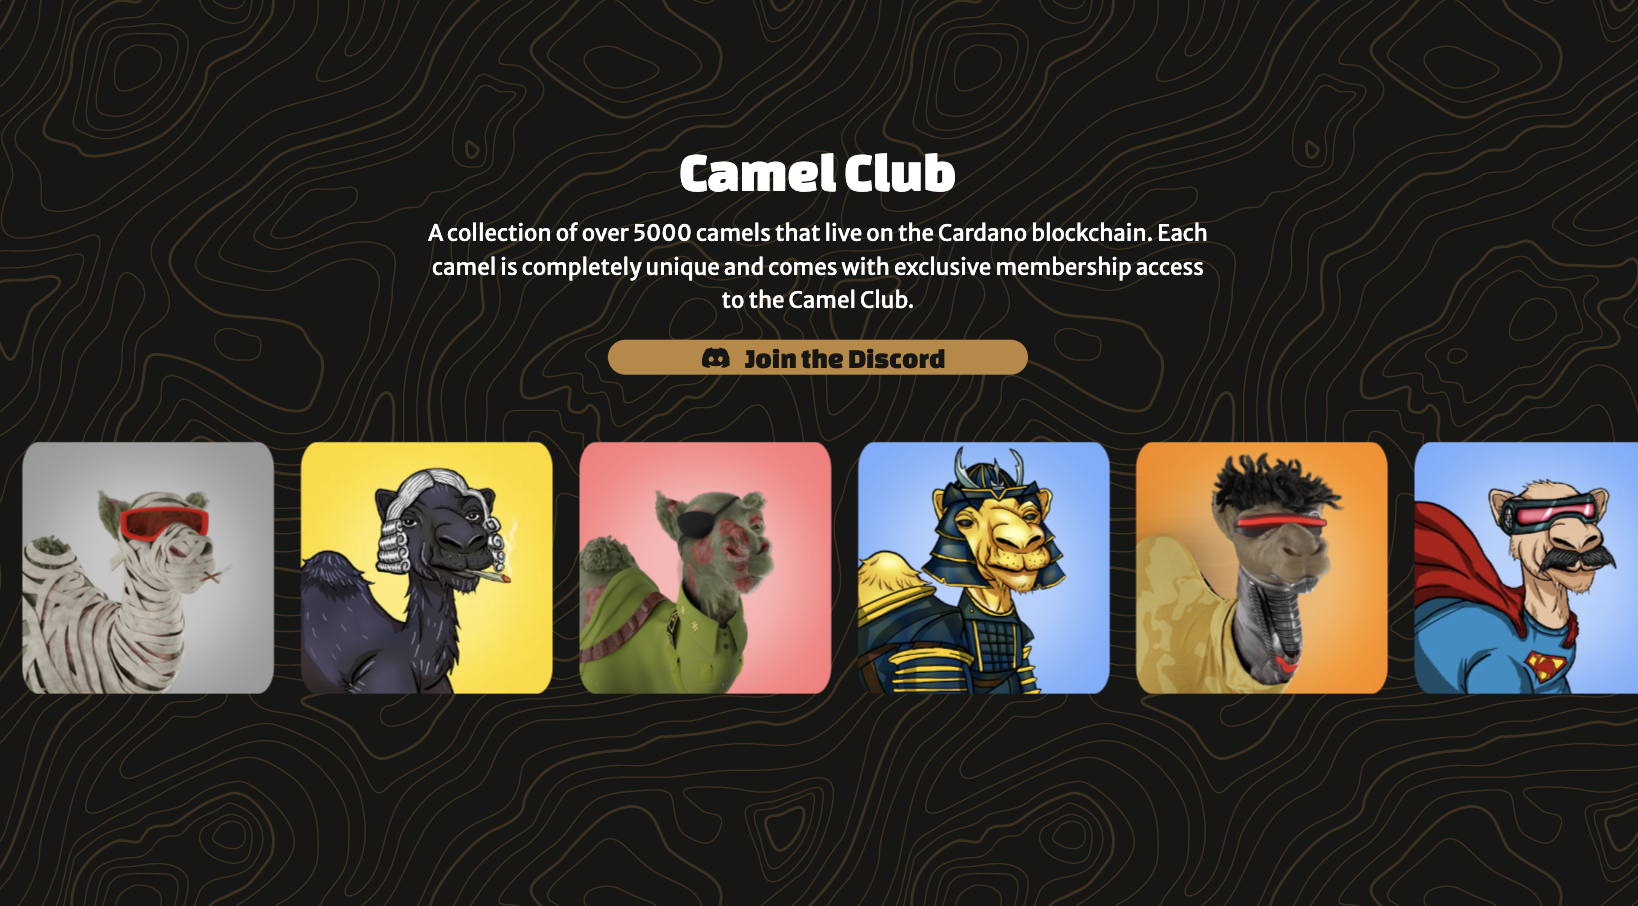 Camel Club
A collection of over 5000 camels that live on the Cardano blockchain. Each
camel is completely unique and comes with exclusive membership access
to the Camel Club.
Join the Discord